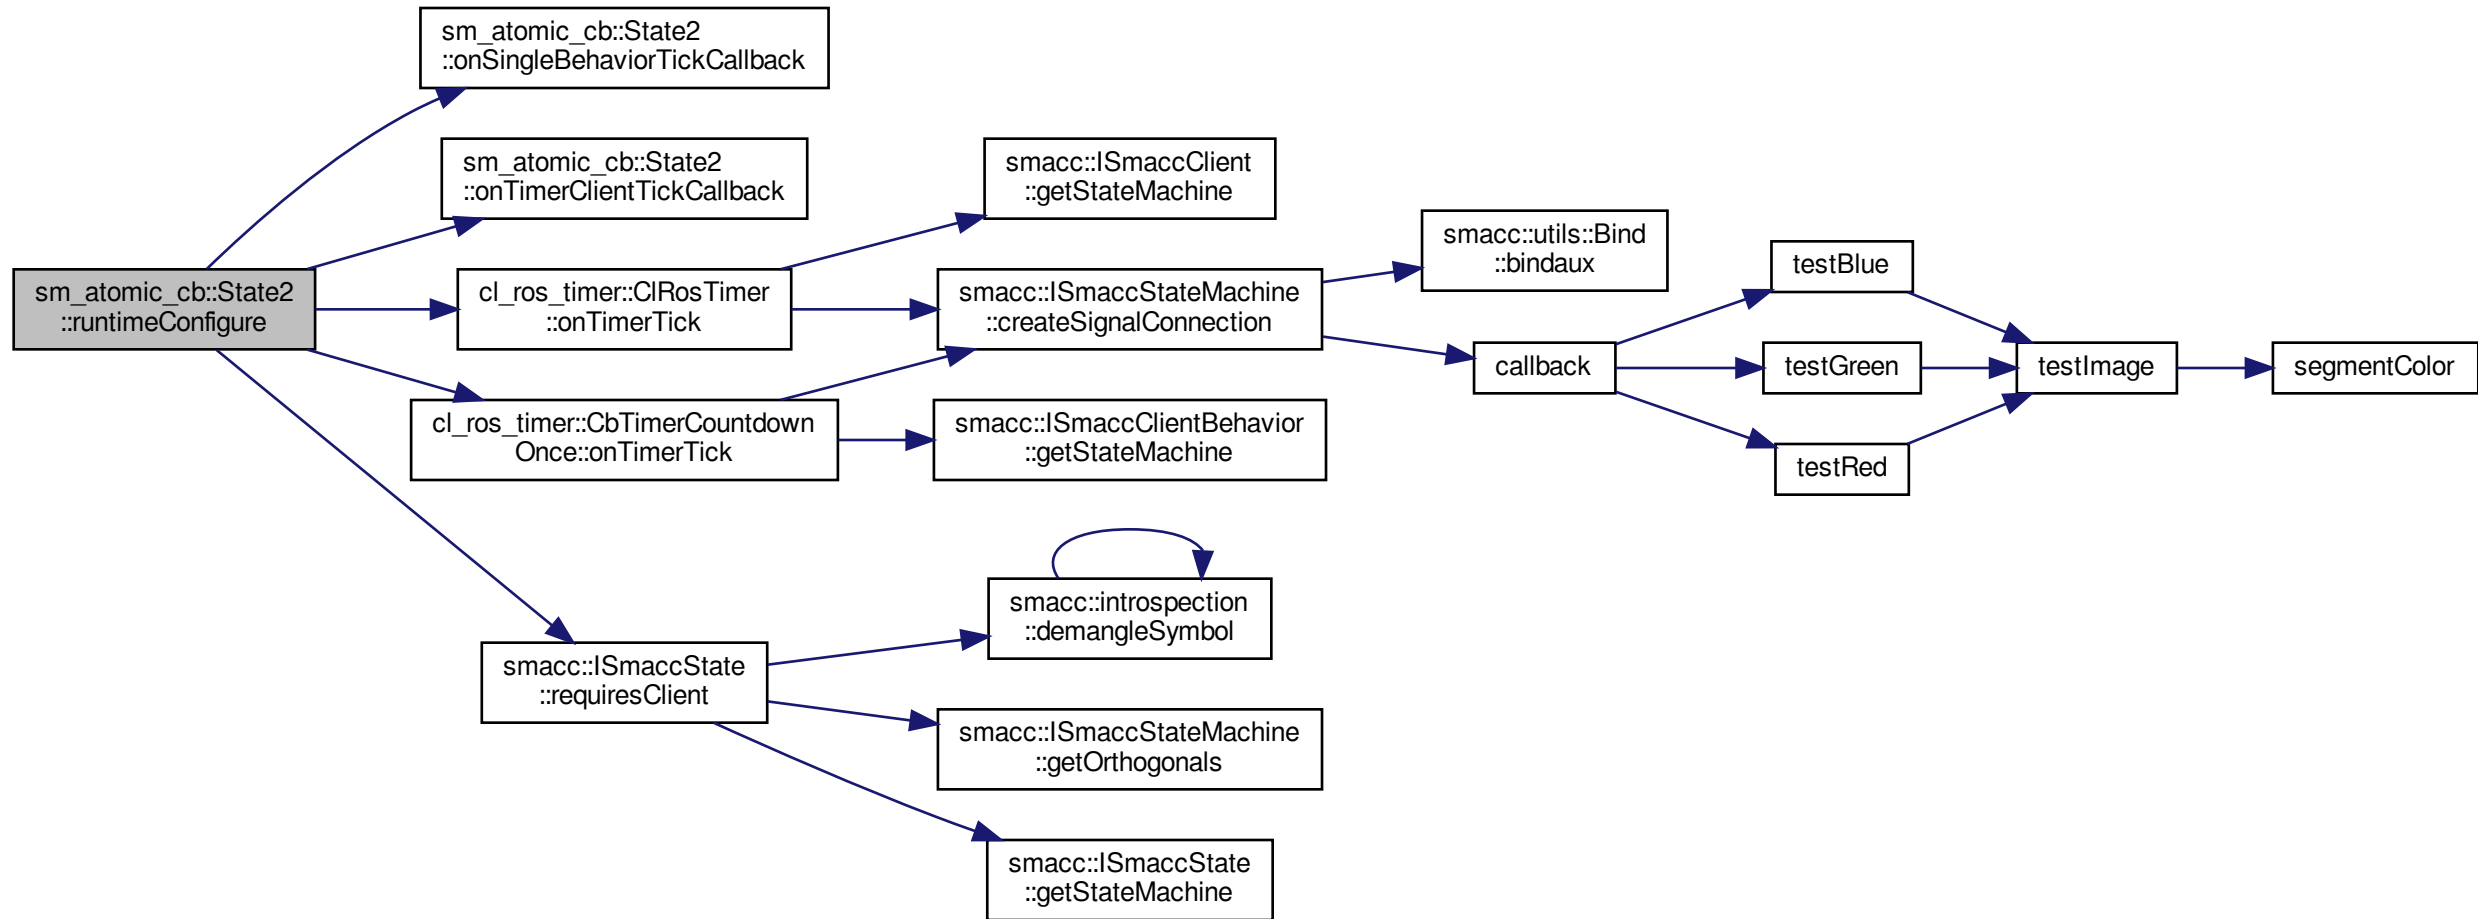 sm_atomic_cb::State2
::onSingleBehaviorTickCallback
sm_atomic_cb::State2
::onTimerClientTickCallback
smacc::ISmaccClient
::getStateMachine
smacc::utils::Bind
::bindaux
testBlue
sm_atomic_cb::State2
::runtimeConfigure
cl_ros_timer::ClRosTimer
::onTimerTick
smacc::ISmaccStateMachine
::createSignalConnection
callback
testGreen
testImage
segmentColor
cl_ros_timer::CbTimerCountdown
Once::onTimerTick
smacc::ISmaccClientBehavior
::getStateMachine
testRed
smacc::introspection
::demangleSymbol
smacc::ISmaccState
::requiresClient
smacc::ISmaccStateMachine
::getOrthogonals
smacc::ISmaccState
::getStateMachine